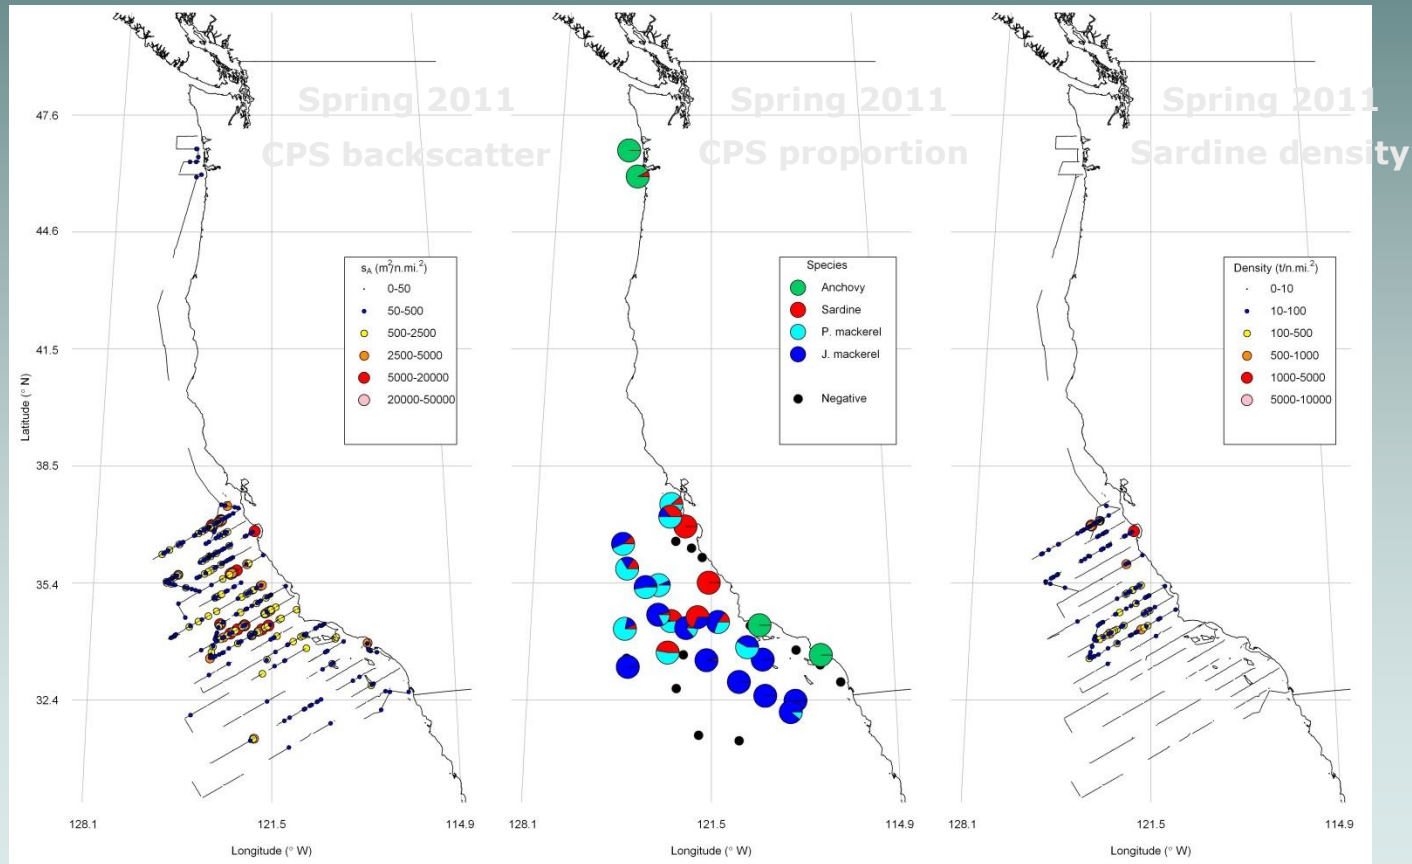 Spring 2011
CPS backscatter
Spring 2011
CPS proportion
Spring 2011
Sardine density
47.6
44.6
41.5
38.5
35.4
32.4
Latitude (° N)
s_A (m²/n.mi.²)
0-50
50-500
500-2500
2500-5000
5000-20000
20000-50000
Species
Anchovy
Sardine
P. mackerel
J. mackerel
Negative
Density (t/n.mi.²)
0-10
10-100
100-500
500-1000
1000-5000
5000-10000
128.1
121.5
114.9
128.1
121.5
114.9
128.1
121.5
114.9
Longitude (° W)
Longitude (° W)
Longitude (° W)